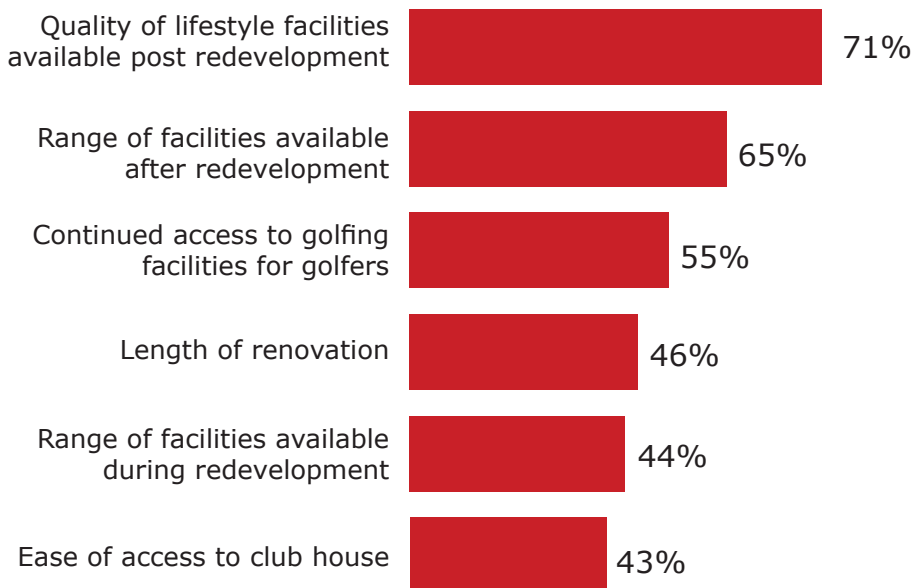 Quality of lifestyle facilities
available post redevelopment
71%
Range of facilities available
after redevelopment
65%
Continued access to golfing
facilities for golfers
55%
Length of renovation
46%
Range of facilities available
during redevelopment
44%
Ease of access to club house
43%